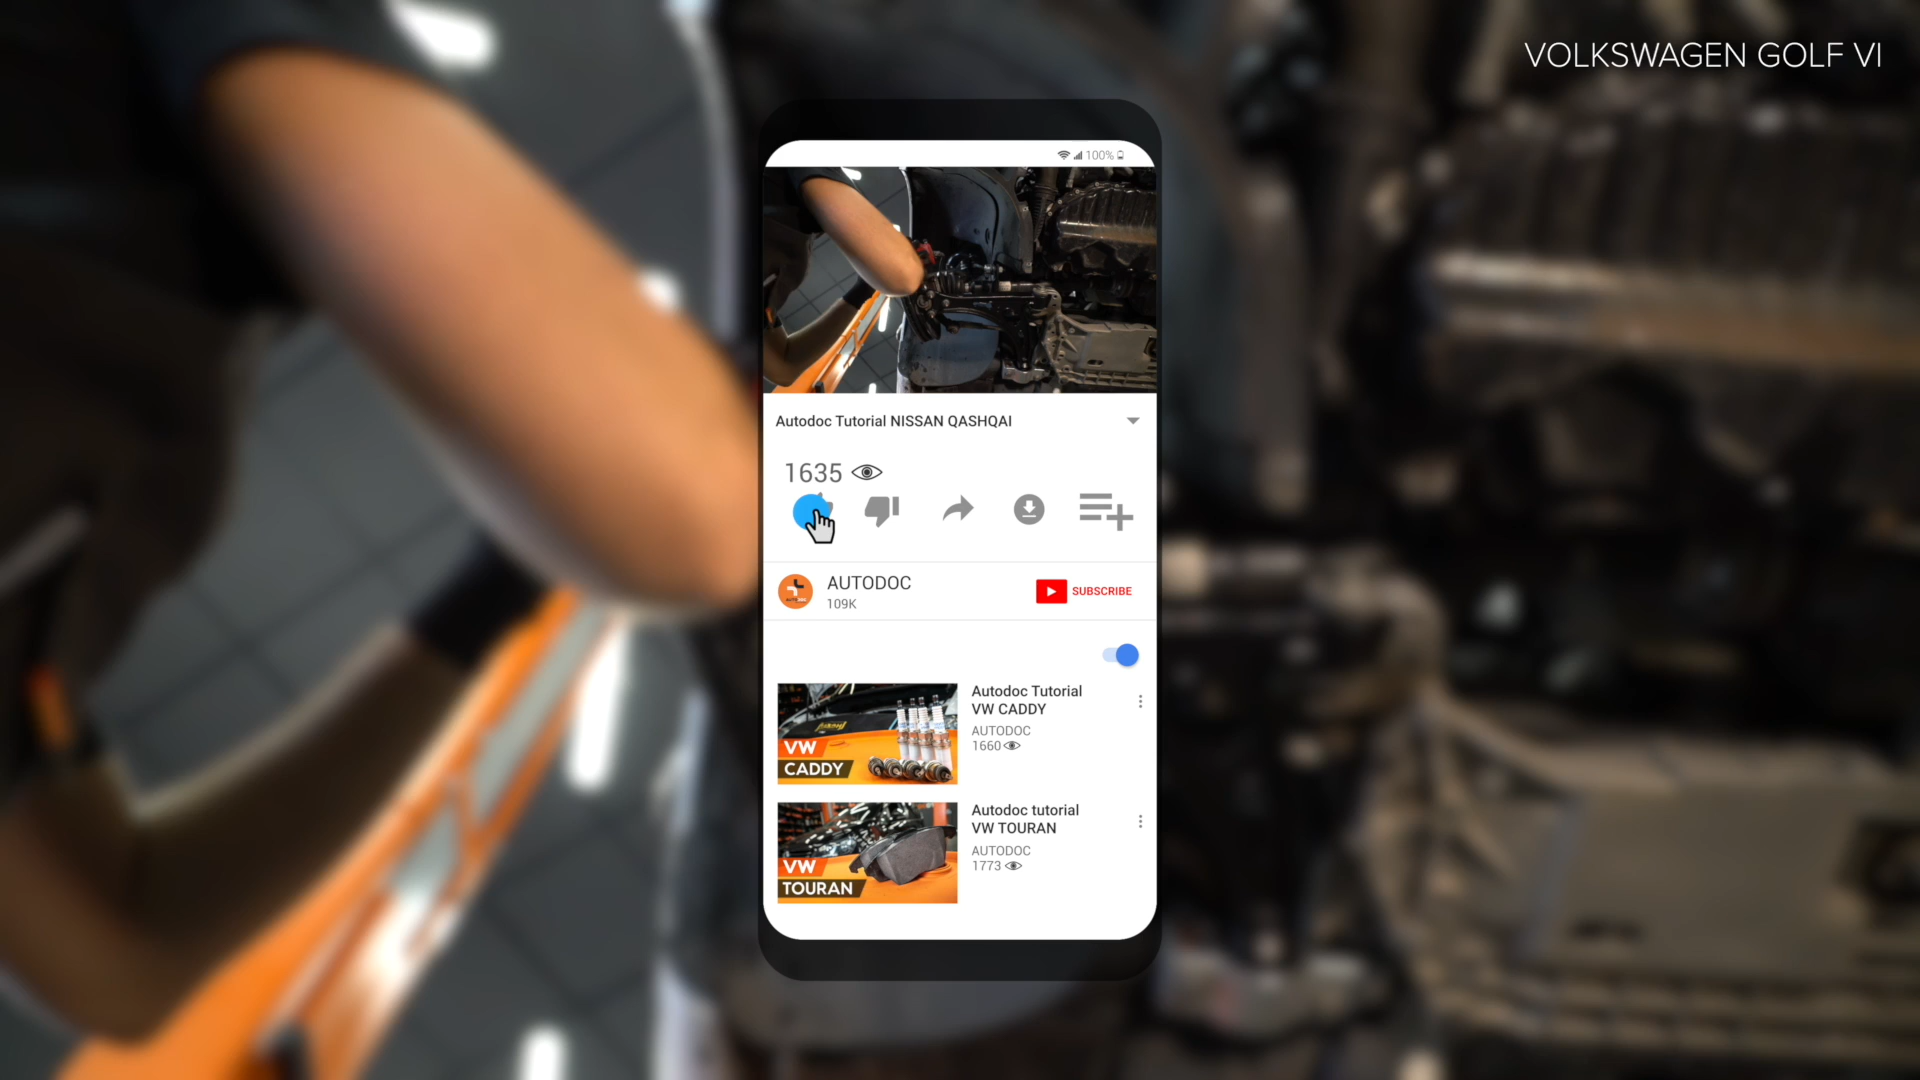 VOLKSWAGEN GOLF VI
100%
Autodoc Tutorial NISSAN QASHQAI
1635
AUTODOC
109K
SUBSCRIBE
Autodoc Tutorial
VW CADDY
AUTODOC
1660
VW
CADDY
Autodoc tutorial
VW TOURAN
AUTODOC
1773
VW
TOURAN